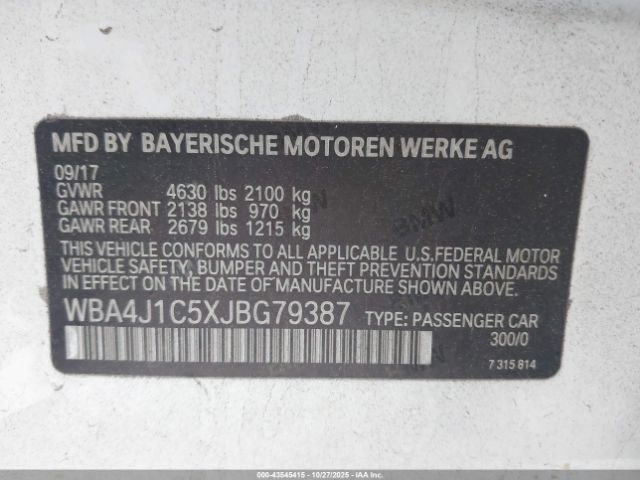 MFD BY BAYERISCHE MOTOREN WERKE AG
09/17
GVWR 4630 lbs 2100 kg
GAWR FRONT 2138 lbs 970 kg
GAWR REAR 2679 lbs 1215 kg
THIS VEHICLE CONFORMS TO ALL APPLICABLE U.S.FEDERAL MOTOR
VEHICLE SAFETY, BUMPER AND THEFT PREVENTION STANDARDS
IN EFFECT ON THE DATE OF MANUFACTURE SHOWN ABOVE.
WBA4J1C5XJBG79387 TYPE: PASSENGER CAR
300/0
7 315 814
BMW
000-43545415 - 10/27/2025 - IAAI.COM